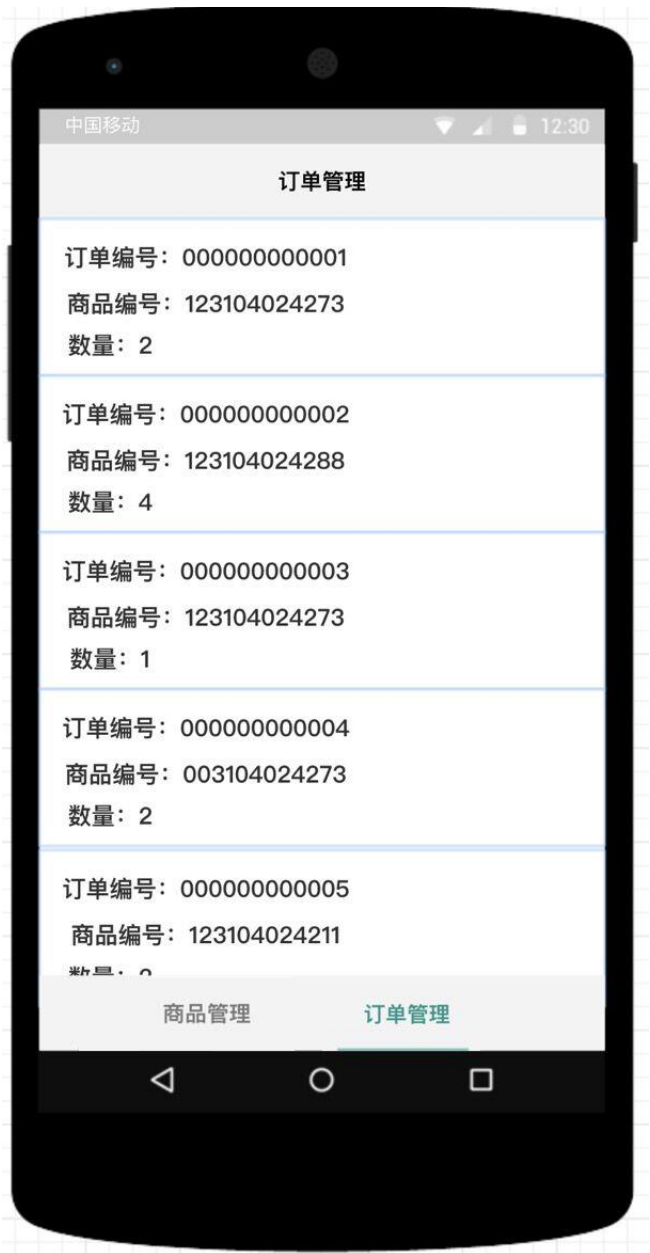 中国移动 12:30
订单管理
订单编号：000000000001
商品编号：123104024273
数量：2
订单编号：000000000002
商品编号：123104024288
数量：4
订单编号：000000000003
商品编号：123104024273
数量：1
订单编号：000000000004
商品编号：003104024273
数量：2
订单编号：000000000005
商品编号：123104024211
数量：
商品管理 订单管理